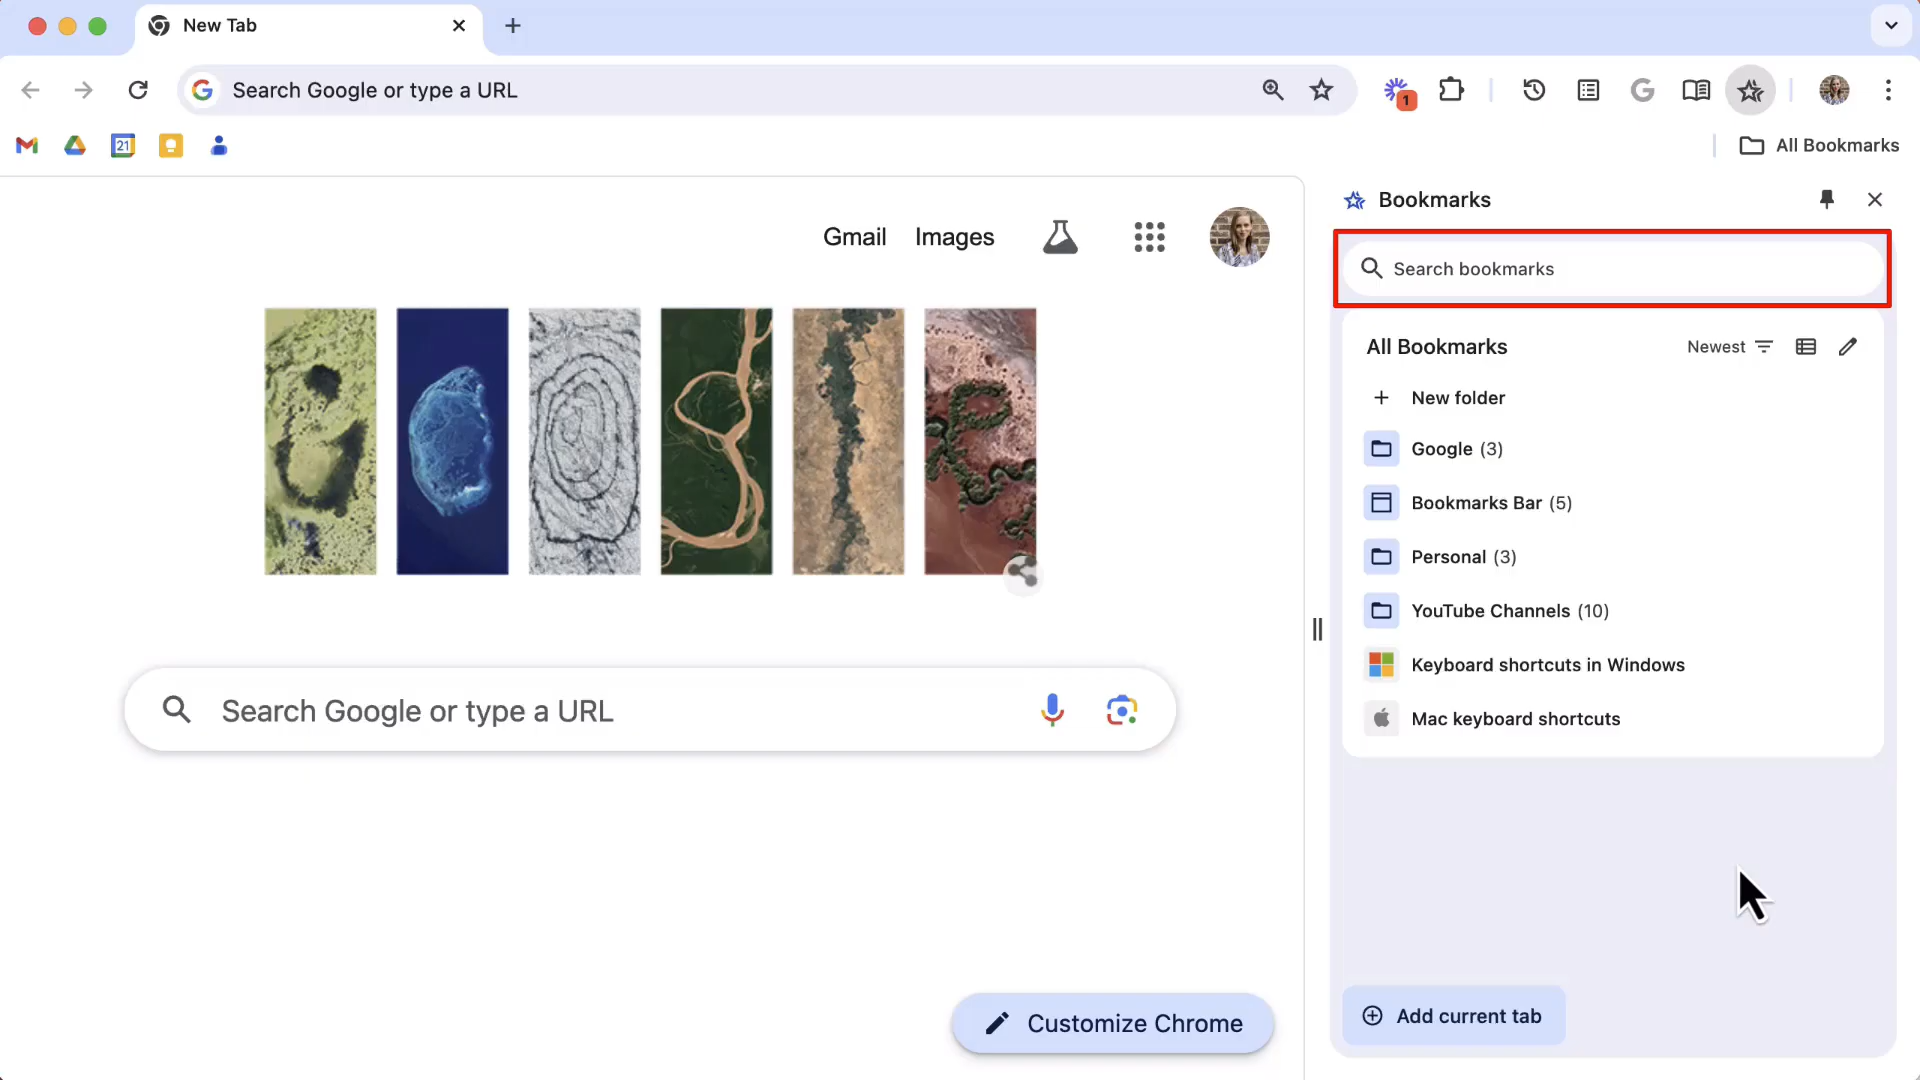 New Tab
Search Google or type a URL
1
21
All Bookmarks
Gmail Images
Bookmarks
Search bookmarks
All Bookmarks Newest
New folder
Google (3)
Bookmarks Bar (5)
Personal (3)
YouTube Channels (10)
Keyboard shortcuts in Windows
Mac keyboard shortcuts
Search Google or type a URL
Customize Chrome
Add current tab